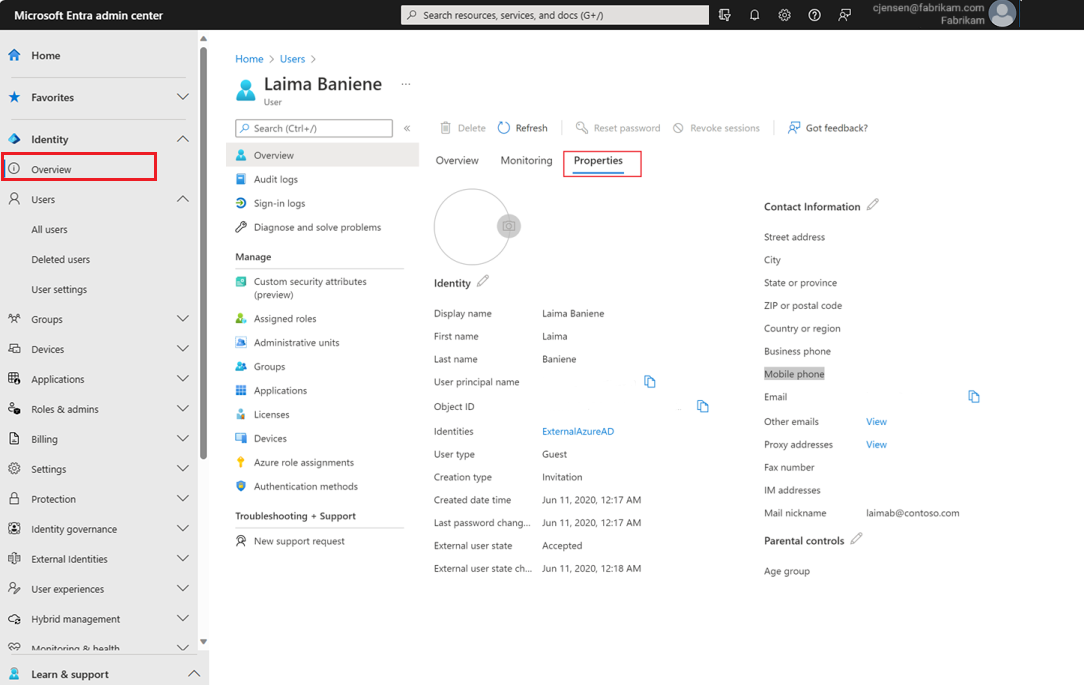 Microsoft Entra admin center
Search resources, services, and docs (G+/)
cjensen@fabrikam.com
Fabrikam
Home
Favorites
Identity
Overview
Users
All users
Deleted users
User settings
Groups
Devices
Applications
Roles & admins
Billing
Settings
Protection
Identity governance
External Identities
User experiences
Hybrid management
Monitoring & health
Learn & support
Home > Users >
Laima Baniene ...
User
Search (Ctrl+/) «
Overview
Audit logs
Sign-in logs
Diagnose and solve problems
Manage
Custom security attributes
(preview)
Assigned roles
Administrative units
Groups
Applications
Licenses
Devices
Azure role assignments
Authentication methods
Troubleshooting + Support
New support request
Delete Refresh Reset password Revoke sessions Got feedback?
Overview Monitoring Properties
Identity
Display name Laima Baniene
First name Laima
Last name Baniene
User principal name
Object ID
Identities ExternalAzureAD
User type Guest
Creation type Invitation
Created date time Jun 11, 2020, 12:17 AM
Last password chang... Jun 11, 2020, 12:17 AM
External user state Accepted
External user state ch... Jun 11, 2020, 12:18 AM
Contact Information
Street address
City
State or province
ZIP or postal code
Country or region
Business phone
Mobile phone
Email
Other emails View
Proxy addresses View
Fax number
IM addresses
Mail nickname laimab@contoso.com
Parental controls
Age group